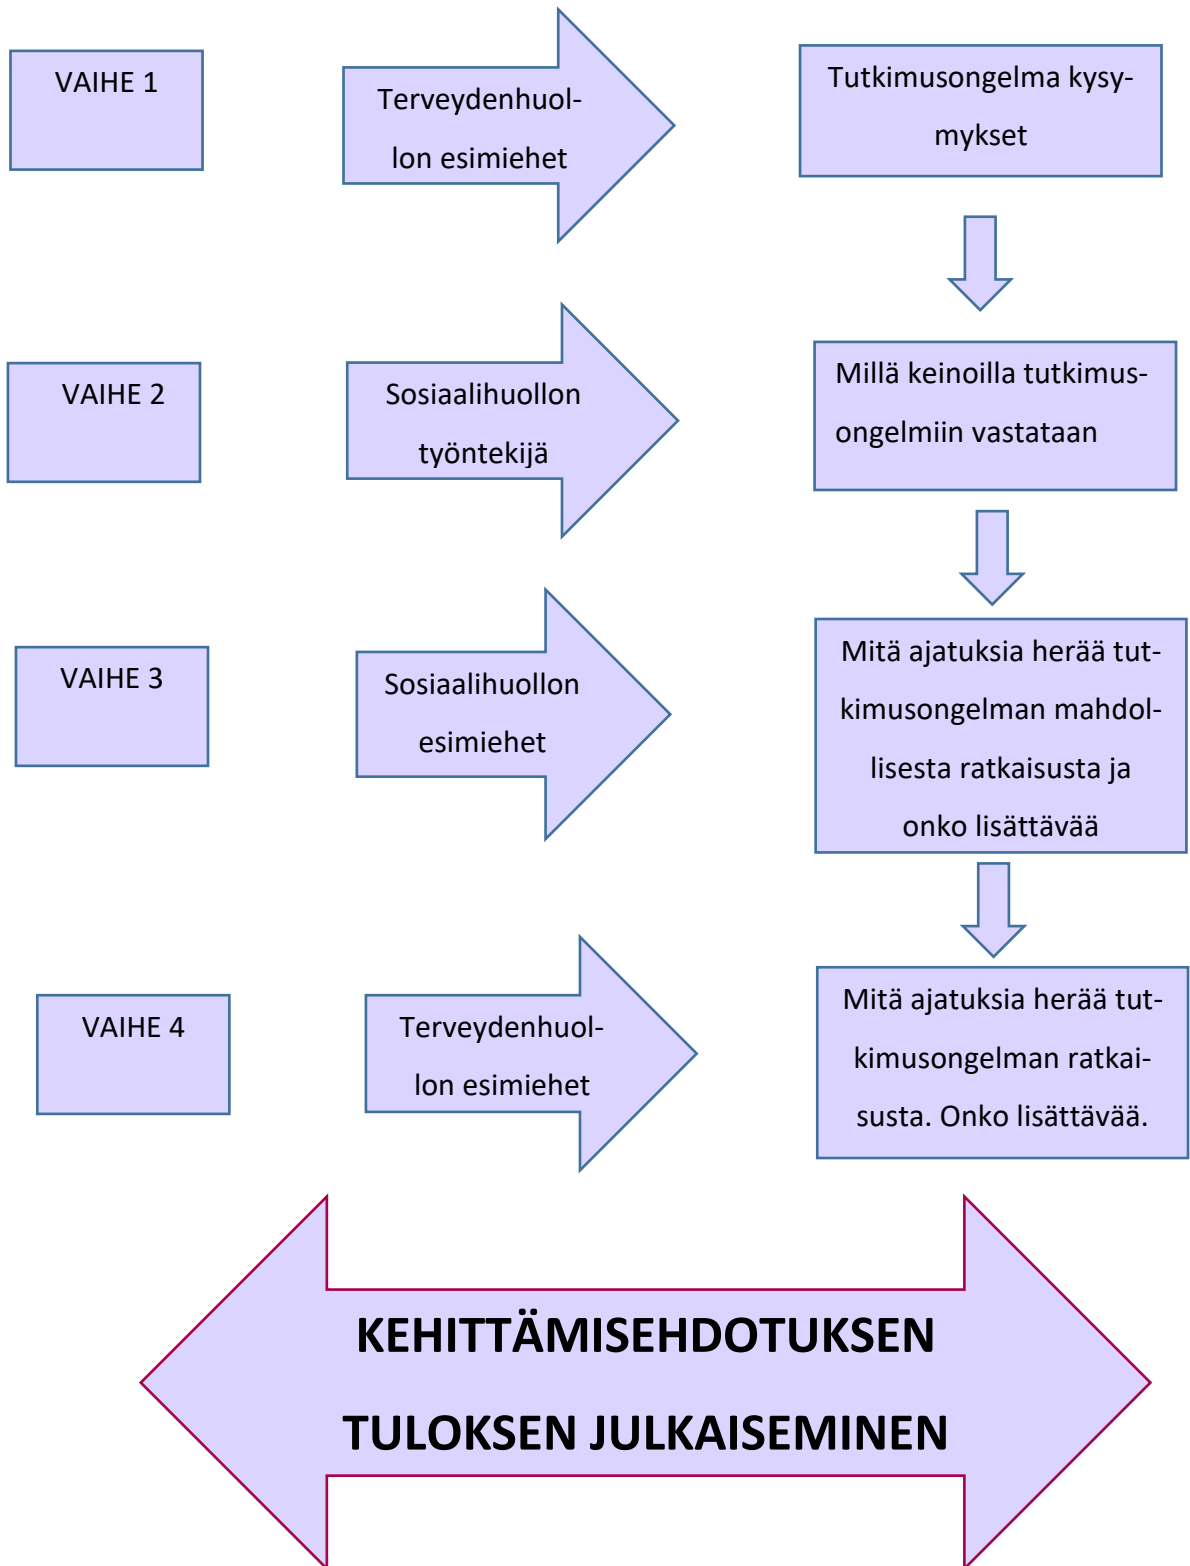 VAIHE 1
Terveydenhuol-
lon esimiehet
Tutkimusongelma kysy-
mykset
VAIHE 2
Sosiaalihuollon
työntekijä
Millä keinoilla tutkimus-
ongelmiin vastataan
VAIHE 3
Sosiaalihuollon
esimiehet
Mitä ajatuksia herää tut-
kimusongelman mahdol-
lisesta ratkaisusta ja
onko lisättävää
VAIHE 4
Terveydenhuol-
lon esimiehet
Mitä ajatuksia herää tut-
kimusongelman ratkai-
susta. Onko lisättävää.
KEHITTÄMISEHDOTUKSEN
TULOKSEN JULKAISEMINEN